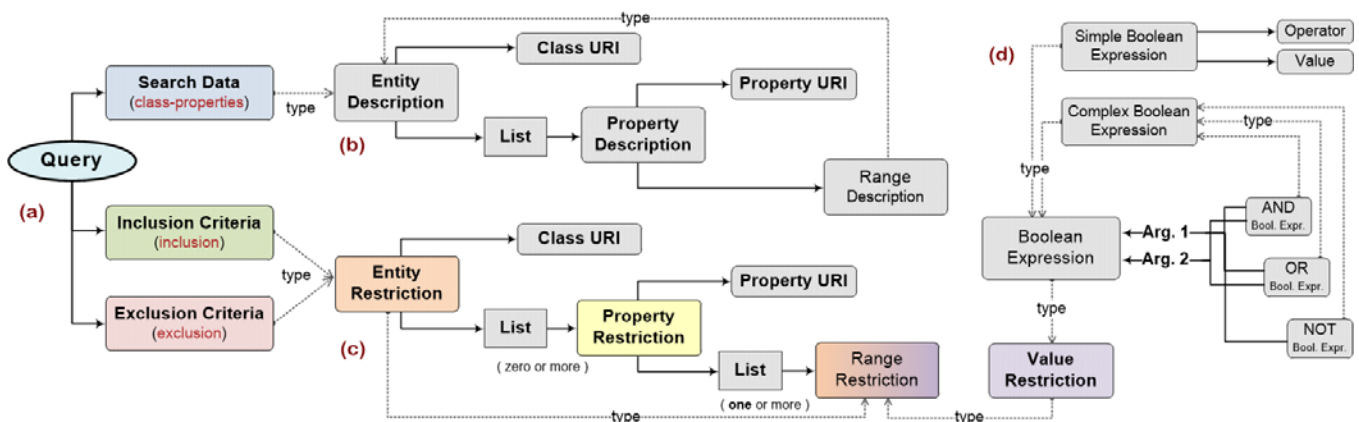 (a)
Query
Search Data
(class-properties)
type
Inclusion Criteria
(inclusion)
Exclusion Criteria
(exclusion)
type
(b)
type
Entity
Description
Class URI
List
Property
Description
Property URI
Range
Description
(c)
Entity
Restriction
Class URI
List
( zero or more )
Property
Restriction
Property URI
List
( one or more )
Range
Restriction
type
type
Value
Restriction
(d)
Simple Boolean
Expression
Operator
Value
Complex Boolean
Expression
type
type
Boolean
Expression
type
Arg. 1
Arg. 2
AND
Bool. Expr.
OR
Bool. Expr.
NOT
Bool. Expr.